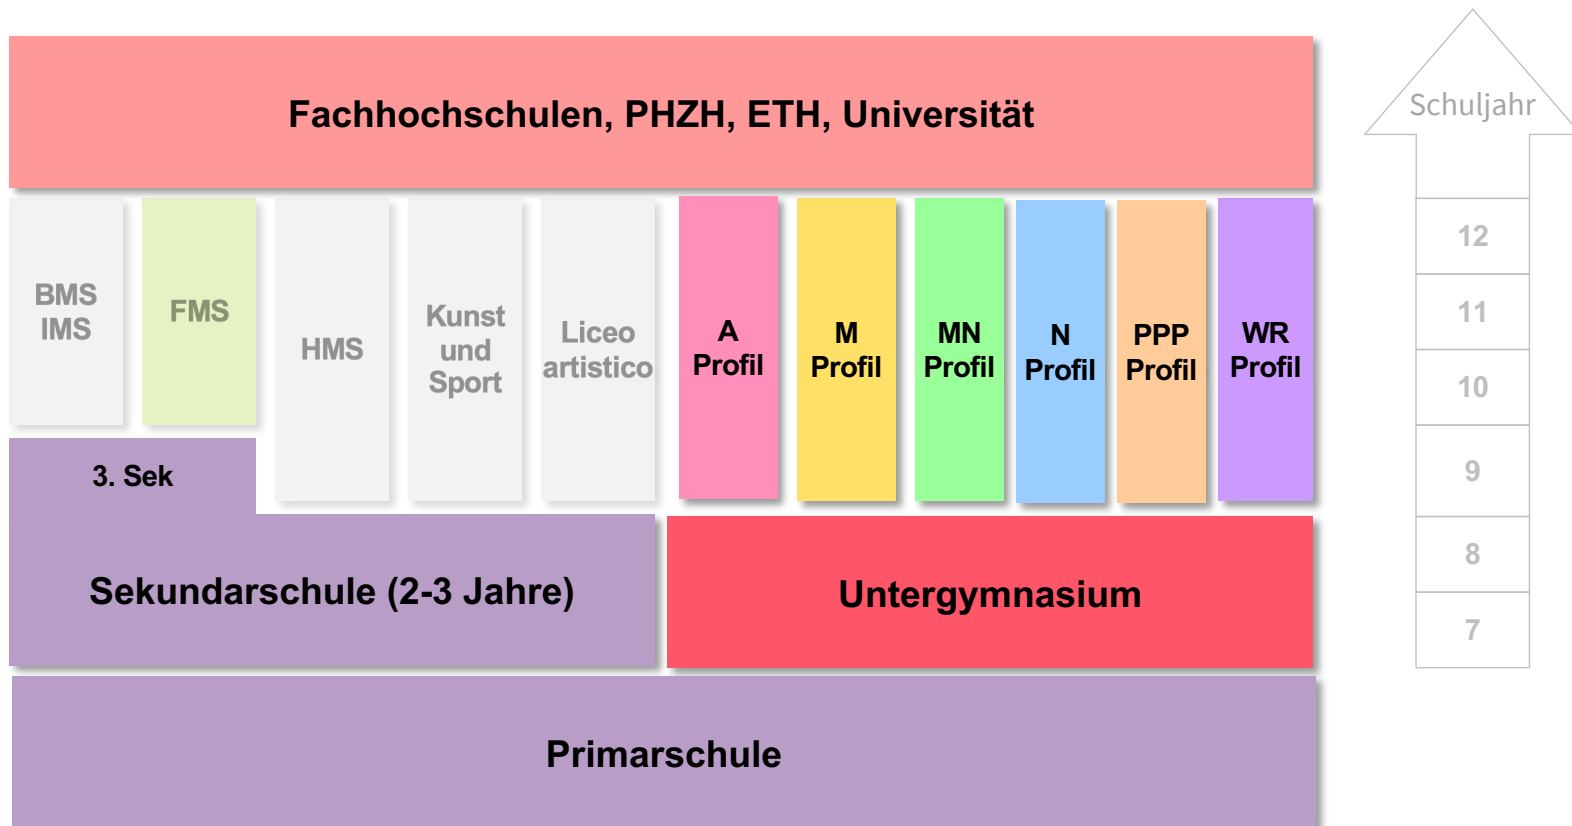 Fachhochschulen, PHZH, ETH, Universität
Schuljahr
BMS
IMS
FMS
HMS
Kunst
und
Sport
Liceo
artistico
A
Profil
M
Profil
MN
Profil
N
Profil
PPP
Profil
WR
Profil
12
11
10
9
8
7
3. Sek
Sekundarschule (2-3 Jahre)
Untergymnasium
Primarschule